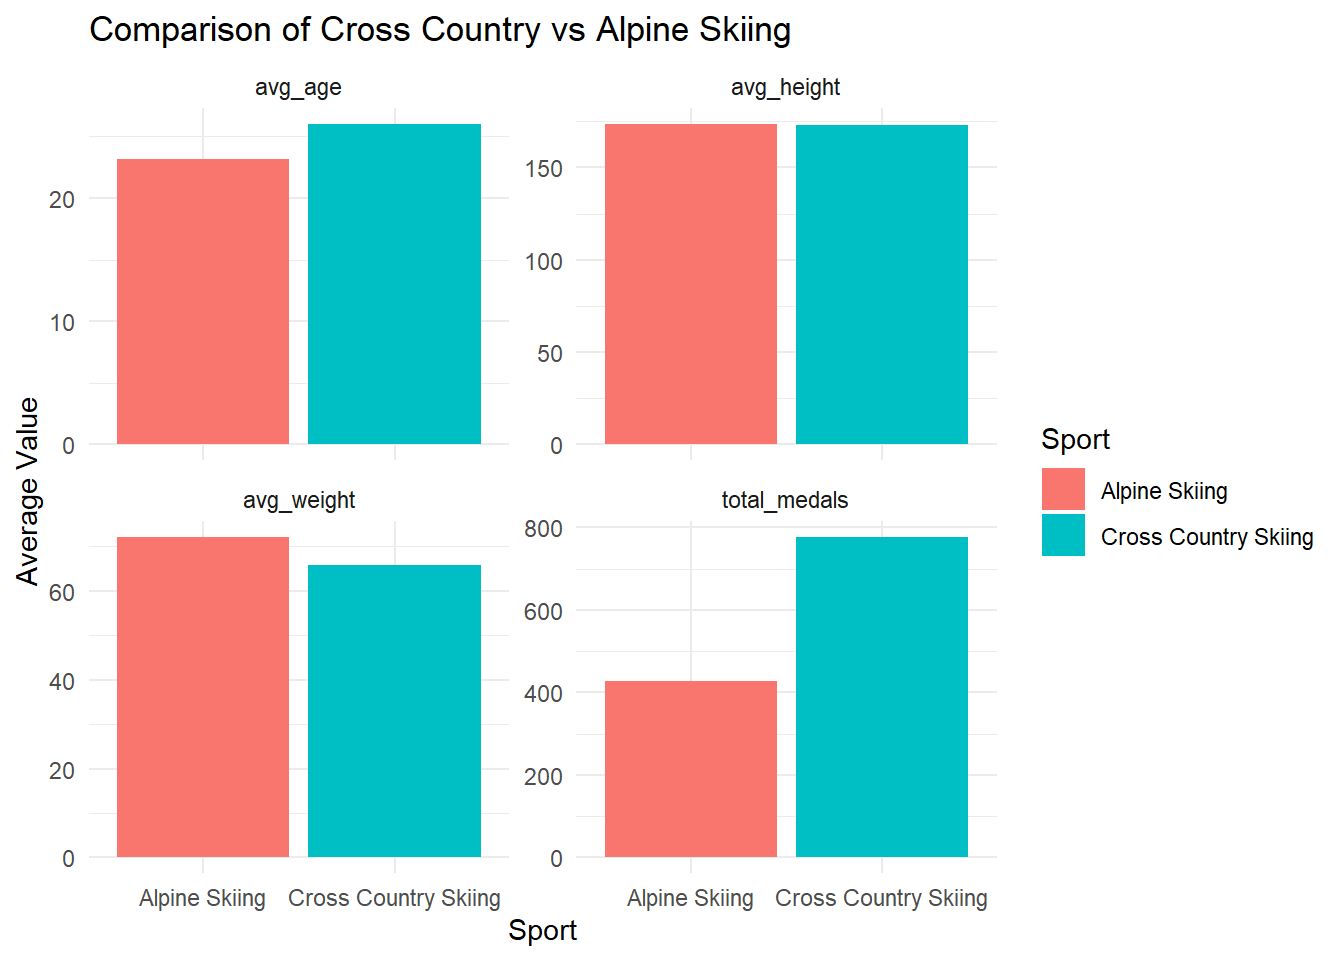 Comparison of Cross Country vs Alpine Skiing
avg_age
avg_height
20
10
0
150
100
50
0
avg_weight
total_medals
60
40
20
0
800
600
400
200
0
Average Value
Alpine Skiing
Cross Country Skiing
Alpine Skiing
Cross Country Skiing
Sport
Sport
Alpine Skiing
Cross Country Skiing